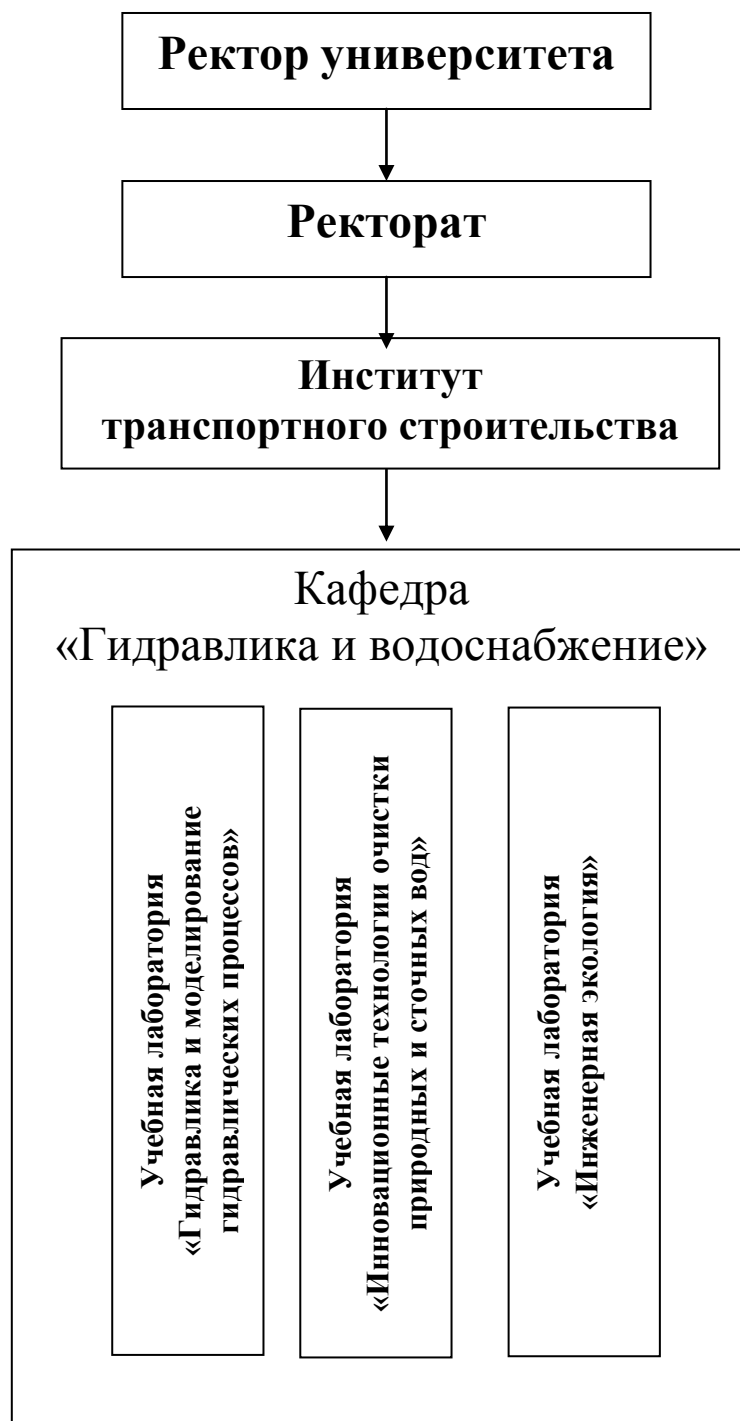 Ректор университета
Ректорат
Институт
транспортного строительства
Кафедра
«Гидравлика и водоснабжение»
Учебная лаборатория
«Гидравлика и моделирование
гидравлических процессов»
Учебная лаборатория
«Инновационные технологии очистки
природных и сточных вод»
Учебная лаборатория
«Инженерная экология»